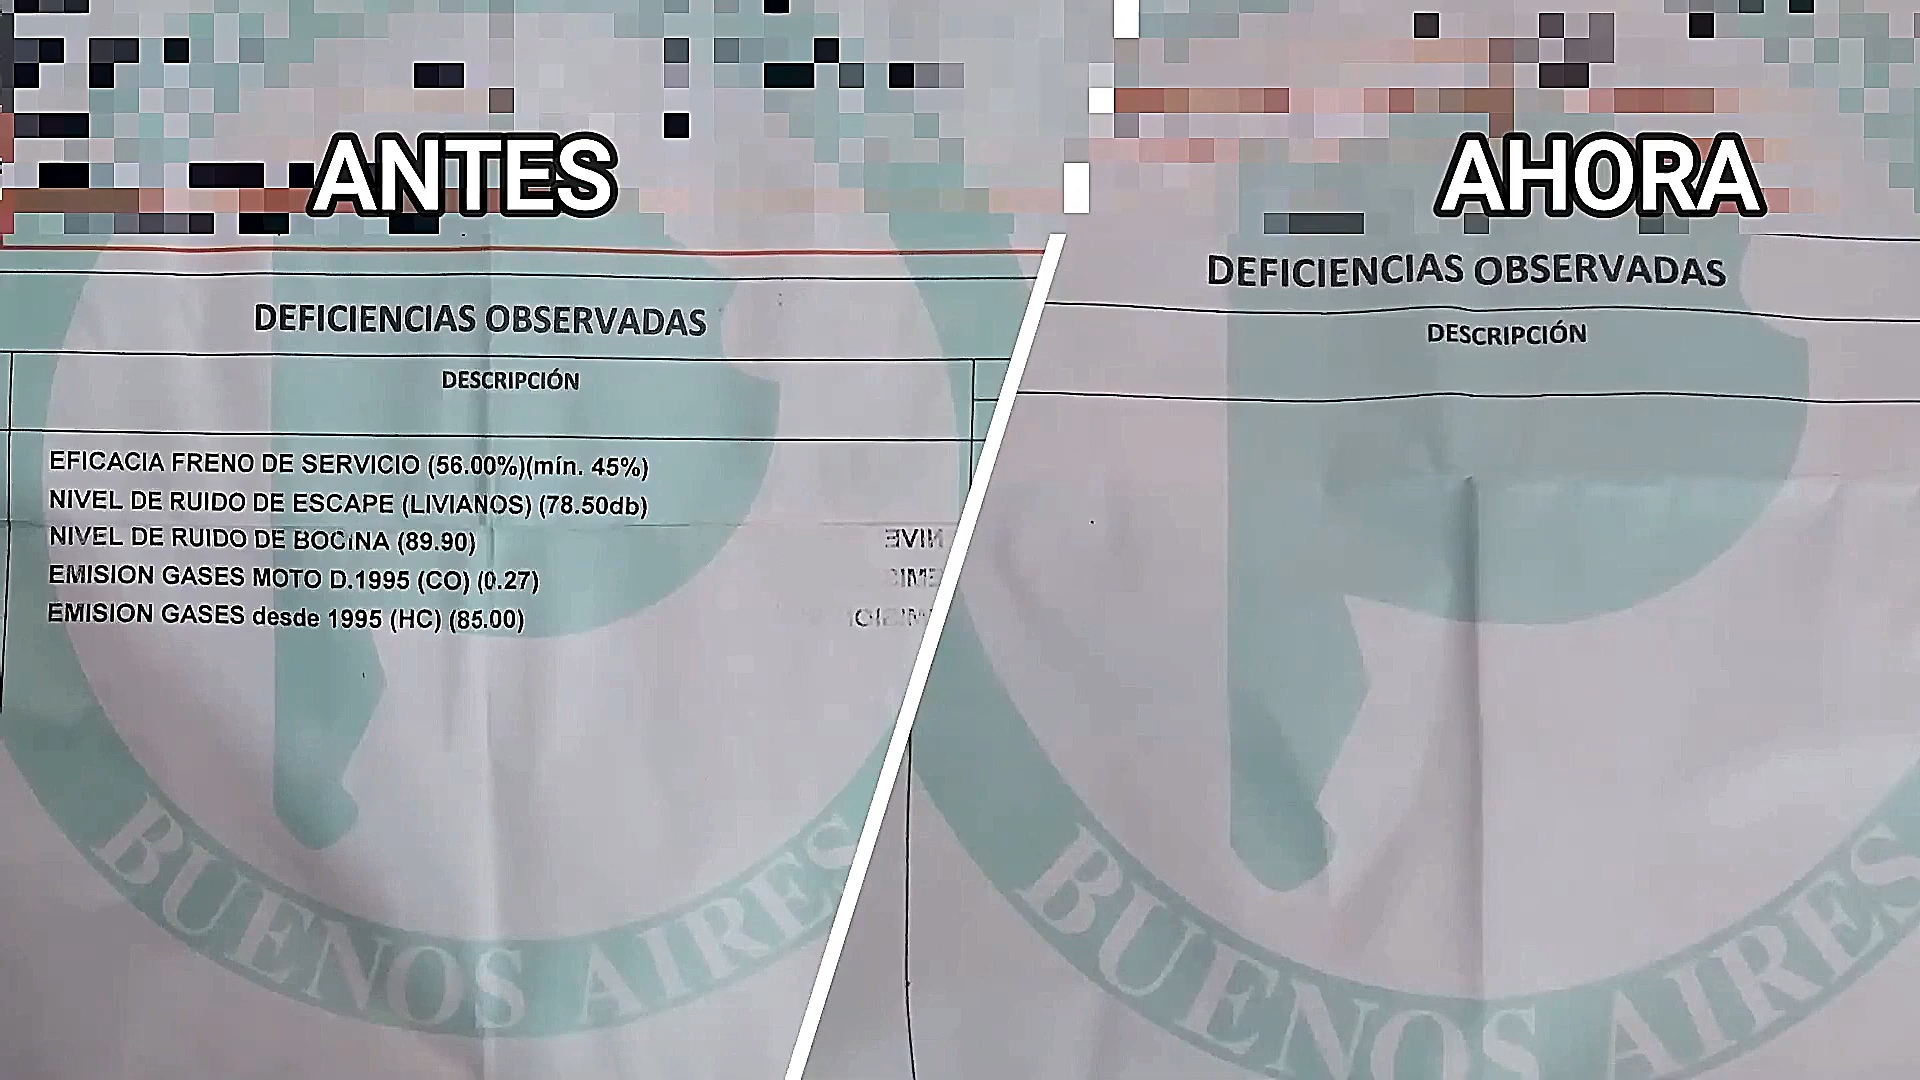 ANTES
DEFICIENCIAS OBSERVADAS
DESCRIPCIÓN
EFICACIA FRENO DE SERVICIO (56.00%)(mín. 45%)
NIVEL DE RUIDO DE ESCAPE (LIVIANOS) (78.50db)
NIVEL DE RUIDO DE BOCINA (89.90)
EMISION GASES MOTO D.1995 (CO) (0.27)
EMISION GASES desde 1995 (HC) (85.00)
BUENOS AIRES
AHORA
DEFICIENCIAS OBSERVADAS
DESCRIPCIÓN
BUENOS AIRES